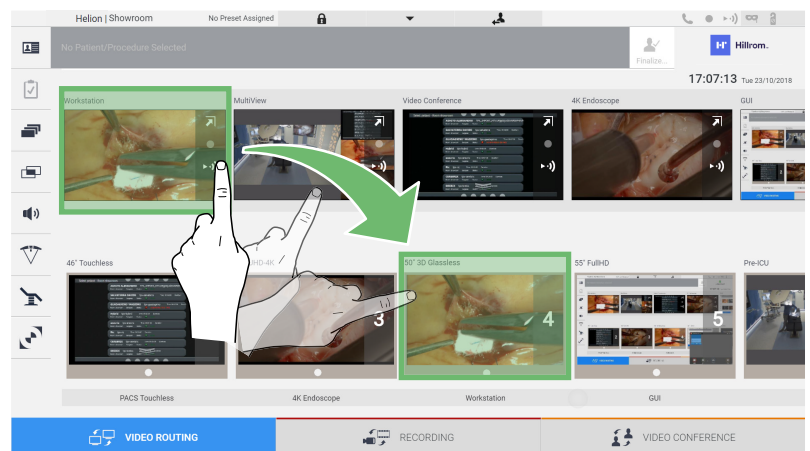 Helion | Showroom
No Preset Assigned
No Patient/Procedure Selected
Finalize...
H Hillrom.
17:07:13 Tue 23/10/2018
Workstation
MultiView
Video Conference
4K Endoscope
GUI
46" Touchless
UHD-4K
50" 3D Glassless
55" FullHD
Pre-ICU
3
4
5
PACS Touchless
4K Endoscope
Workstation
GUI
VIDEO ROUTING
RECORDING
VIDEO CONFERENCE